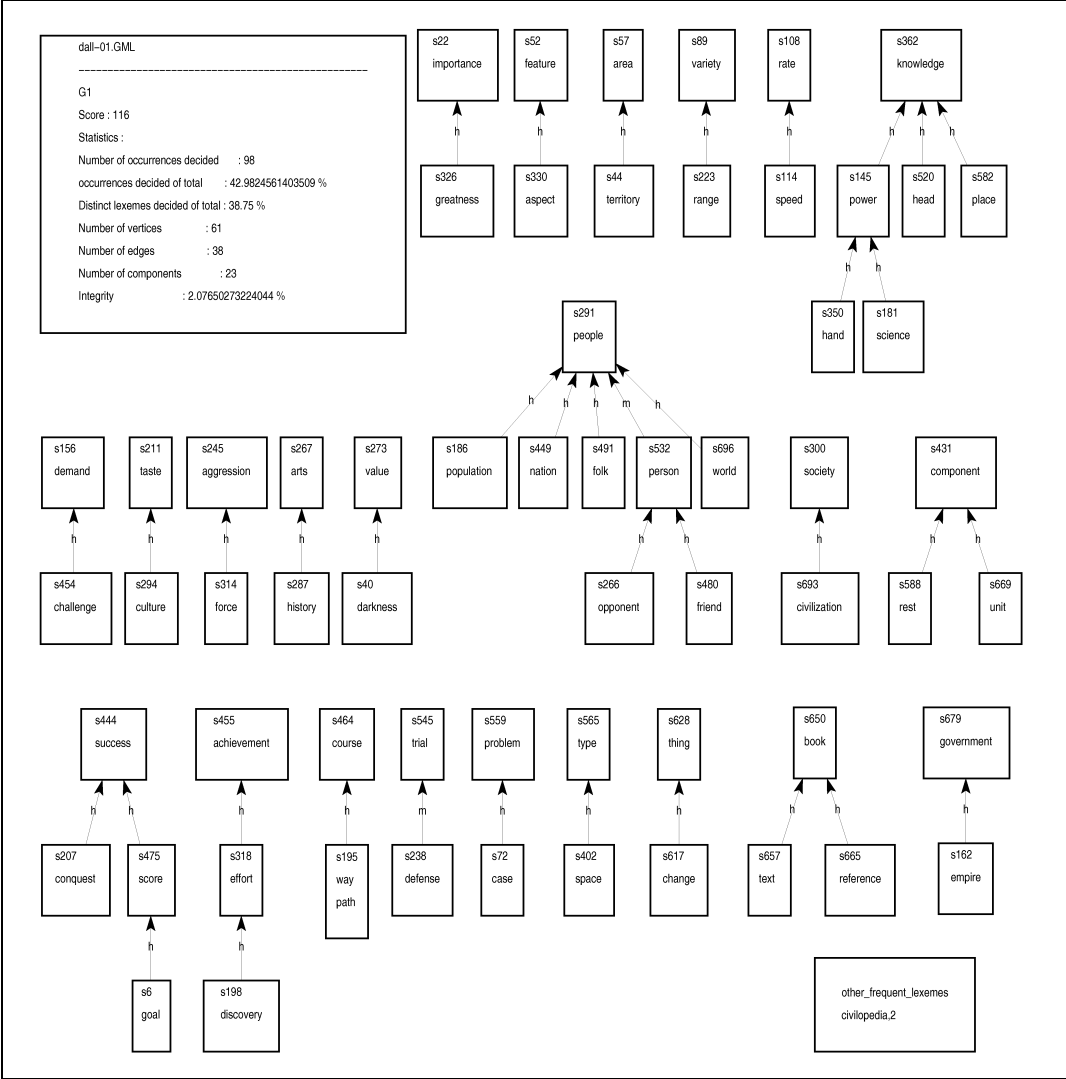 dall-01.GML
--------------------------------------------------
G1
Score : 116
Statistics :
Number of occurrences decided : 98
occurrences decided of total : 42.9824561403509 %
Distinct lexemes decided of total : 38.75 %
Number of vertices : 61
Number of edges : 38
Number of components : 23
Integrity : 2.07650273224044 %
s22
importance
h
s326
greatness
s52
feature
h
s330
aspect
s57
area
h
s44
territory
s89
variety
h
s223
range
s108
rate
h
s114
speed
s362
knowledge
h
h
h
s145
power
s520
head
s582
place
h
h
s350
hand
s181
science
s291
people
h
h
h
m
h
s186
population
s449
nation
s491
folk
s532
person
s696
world
h
h
s266
opponent
s480
friend
s156
demand
h
s454
challenge
s211
taste
h
s294
culture
s245
aggression
h
s314
force
s267
arts
h
s287
history
s273
value
h
s40
darkness
s300
society
h
s693
civilization
s431
component
h
h
s588
rest
s669
unit
s444
success
h
h
s207
conquest
s475
score
h
s6
goal
s455
achievement
h
s318
effort
h
s198
discovery
s464
course
h
s195
way
path
s545
trial
m
s238
defense
s559
problem
h
s72
case
s565
type
h
s402
space
s628
thing
h
s617
change
s650
book
h
h
s657
text
s665
reference
s679
government
h
s162
empire
other_frequent_lexemes
civilopedia,2